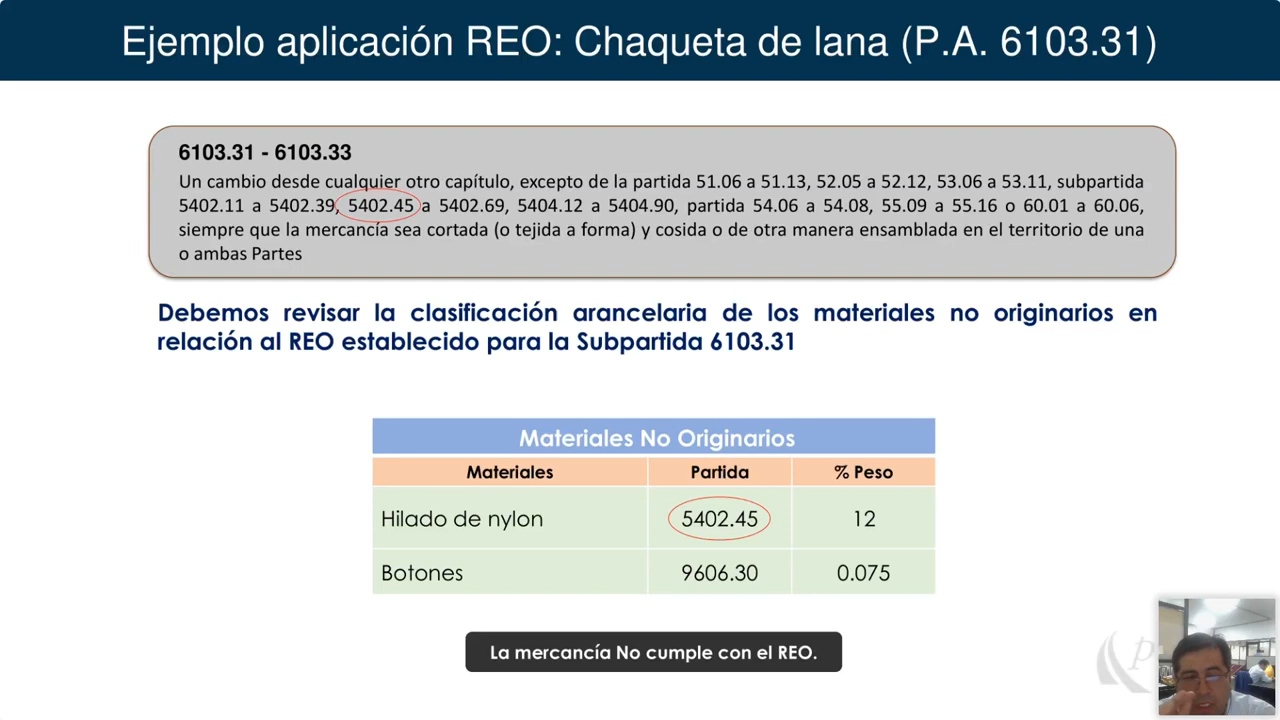 Ejemplo aplicación REO: Chaqueta de lana (P.A. 6103.31)
6103.31 - 6103.33
Un cambio desde cualquier otro capítulo, excepto de la partida 51.06 a 51.13, 52.05 a 52.12, 53.06 a 53.11, subpartida
5402.11 a 5402.39, 5402.45 a 5402.69, 5404.12 a 5404.90, partida 54.06 a 54.08, 55.09 a 55.16 o 60.01 a 60.06,
siempre que la mercancía sea cortada (o tejida a forma) y cosida o de otra manera ensamblada en el territorio de una
o ambas Partes
Debemos revisar la clasificación arancelaria de los materiales no originarios en
relación al REO establecido para la Subpartida 6103.31
Materiales No Originarios
Materiales Partida % Peso
Hilado de nylon 5402.45 12
Botones 9606.30 0.075
La mercancía No cumple con el REO.